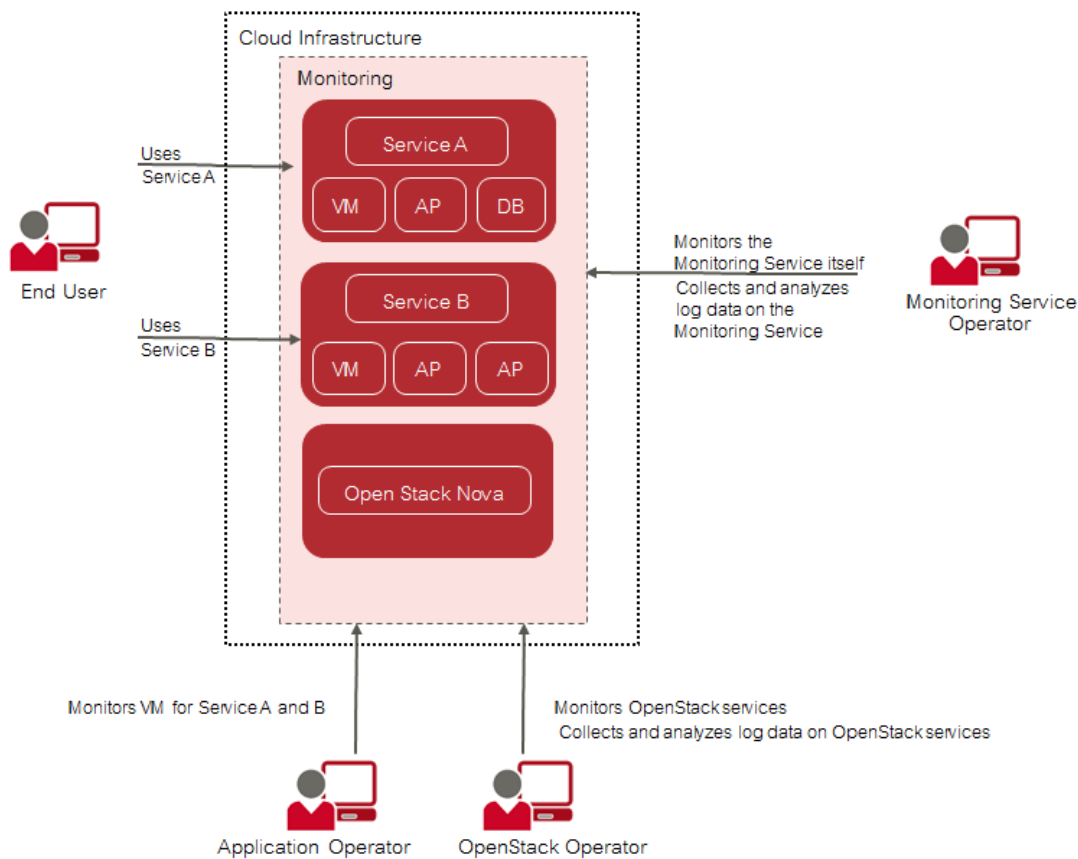 Cloud Infrastructure
Monitoring
Service A
VM
AP
DB
Uses
Service A
End User
Service B
VM
AP
AP
Uses
Service B
Open Stack Nova
Monitors the
Monitoring Service itself
Collects and analyzes
log data on the
Monitoring Service
Monitoring Service
Operator
Monitors VM for Service A and B
Monitors OpenStack services
Collects and analyzes log data on OpenStack services
Application Operator
OpenStack Operator